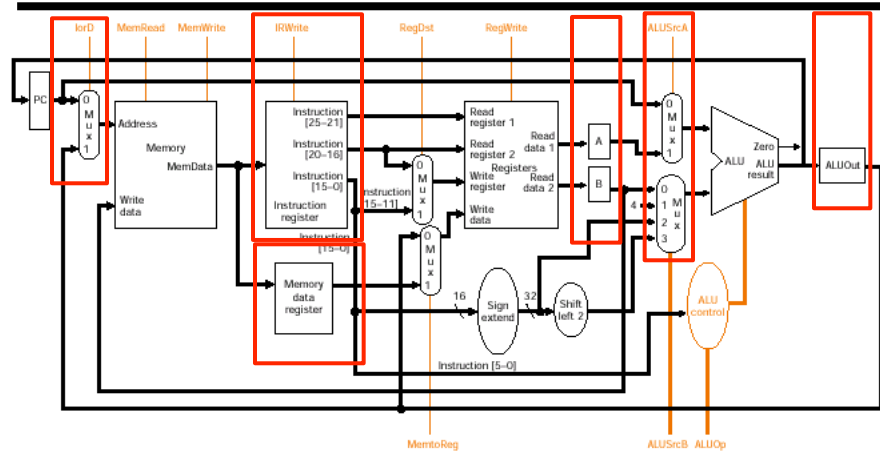 IorD MemRead MemWrite IRWrite RegDst RegWrite ALUSrcA
PC
0
M
u
x
1
Address
Memory
MemData
Write
data
Instruction
[25–21]
Instruction
[20–16]
Instruction
[15–0]
Instruction
register
Instruction
[15–11]
Instruction
[15–0]
Memory
data
register
0
M
u
x
1
0
M
u
x
1
Read
register 1
Read
register 2
Registers
Write
register
Write
data
Read
data 1
Read
data 2
A
B
4
0
M
u
x
1
0
1
2
3
M
u
x
Zero
ALU
ALU
result
ALUOut
16
Sign
extend
32
Shift
left 2
ALU
control
Instruction [5–0]
MemtoReg ALUSrcB ALUOp